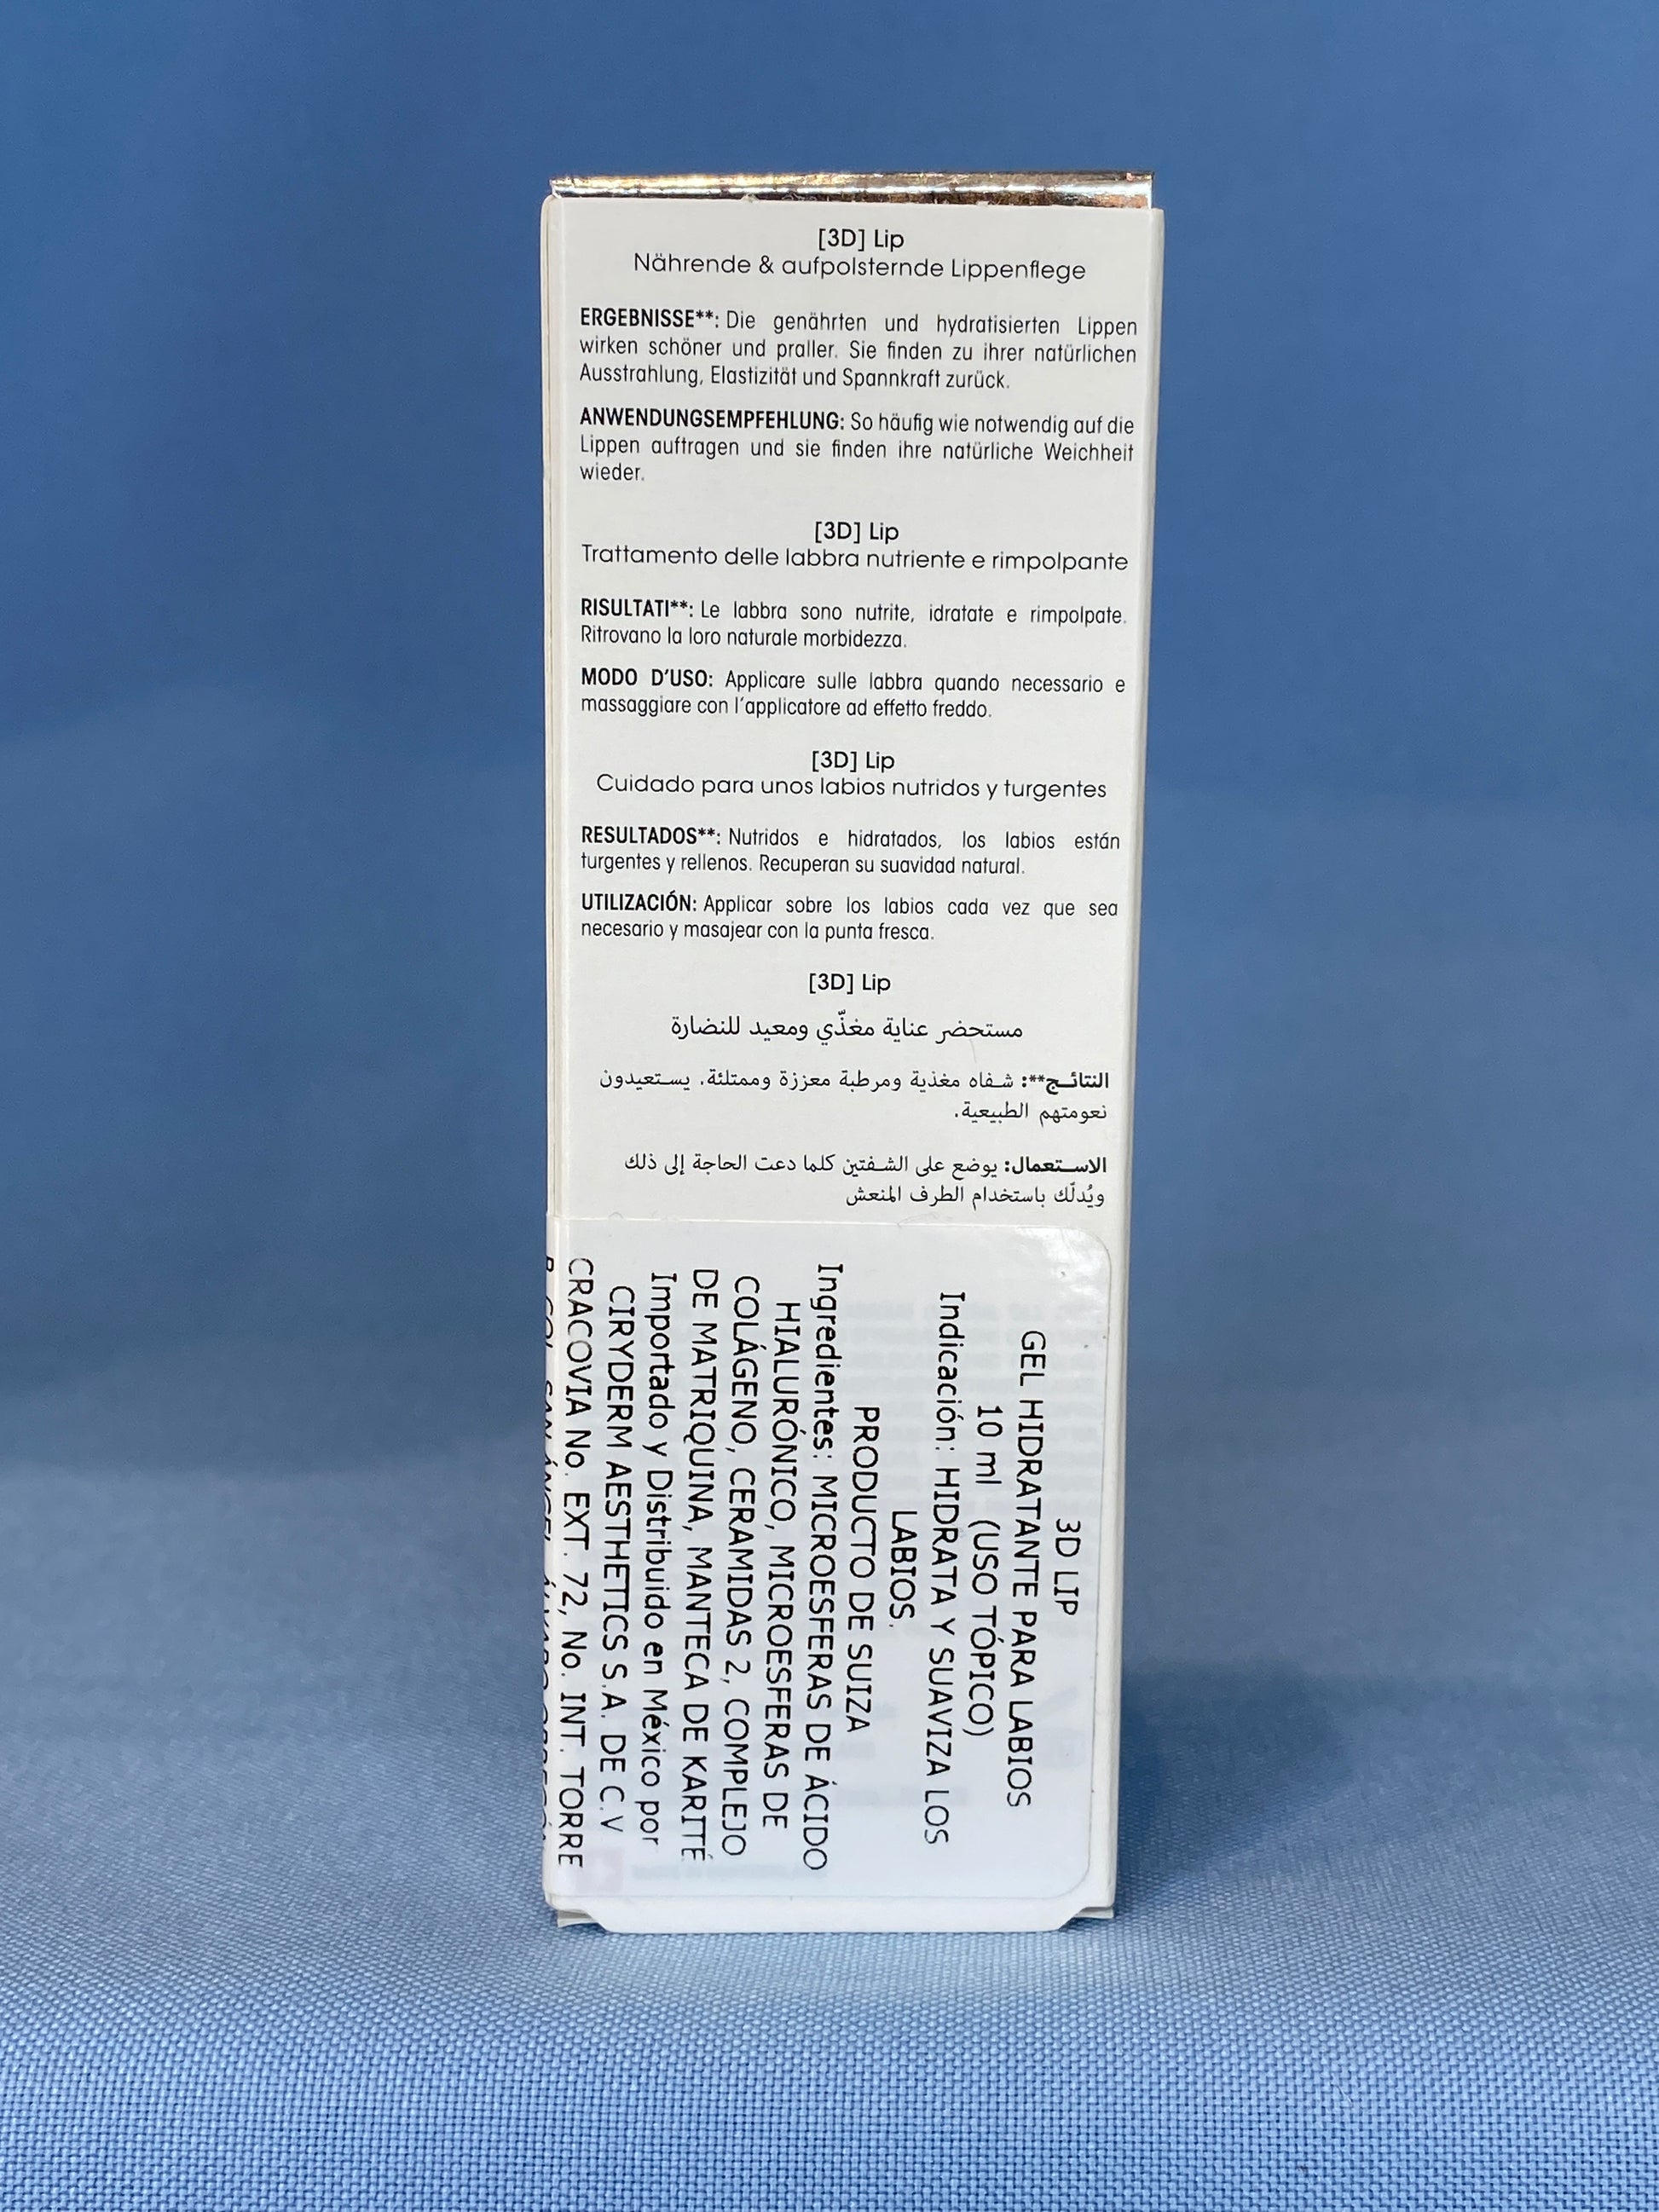 [3D] Lip
Nährende & aufpolsternde Lippenflege
ERGEBNISSE**: Die genährten und hydratisierten Lippen
wirken schöner und praller. Sie finden zu ihrer natürlichen
Ausstrahlung, Elastizität und Spannkraft zurück.
ANWENDUNGSEMPFEHLUNG: So häufig wie notwendig auf die
Lippen auftragen und sie finden ihre natürliche Weichheit
wieder.
[3D] Lip
Trattamento delle labbra nutriente e rimpolpante
RISULTATI**: Le labbra sono nutrite, idratate e rimpolpate.
Ritrovano la loro naturale morbidezza.
MODO D'USO: Applicare sulle labbra quando necessario e
massaggiare con l'applicatore ad effetto freddo.
[3D] Lip
Cuidado para unos labios nutridos y turgentes
RESULTADOS**: Nutridos e hidratados, los labios están
turgentes y rellenos. Recuperan su suavidad natural.
UTILIZACIÓN: Applicar sobre los labios cada vez que sea
necesario y masajear con la punta fresca.
[3D] Lip
مستحضر عناية مغذّي ومعيد للنضارة
النتائـج**: شـفاه مغذية ومرطبة معززة وممتلئة. يسـتعيدون
نعومتهم الطبيعية.
الاسـتعمال: يوضع على الشـفتين كلما دعت الحاجة إلى ذلك
ويُدلّك باستخدام الطرف المنعش
3D LIP
GEL HIDRATANTE PARA LABIOS
10 ml (USO TÓPICO)
Indicación: HIDRATA Y SUAVIZA LOS
LABIOS.
PRODUCTO DE SUIZA
Ingredientes: MICROESFERAS DE ÁCIDO
HIALURÓNICO, MICROESFERAS DE
COLÁGENO, CERAMIDAS 2, COMPLEJO
DE MATRIQUINA, MANTECA DE KARITÉ
Importado y Distribuido en México por
CIRYDERM AESTHETICS S.A. DE C.V
CRACOVIA No. EXT. 72, No. INT. TORRE